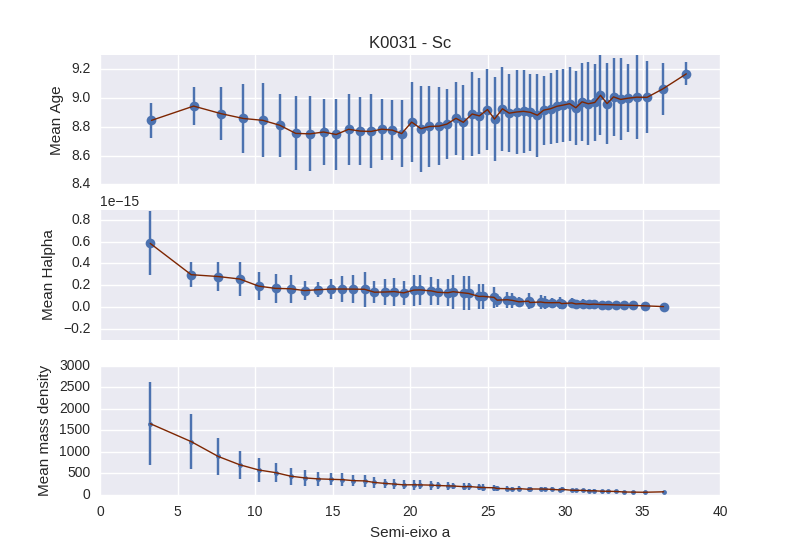 K0031 - Sc
9.2
9.0
8.8
8.6
8.4
Mean Age
1e−15
0.8
0.6
0.4
0.2
0.0
−0.2
Mean Halpha
3000
2500
2000
1500
1000
500
0
Mean mass density
0 5 10 15 20 25 30 35 40
Semi-eixo a